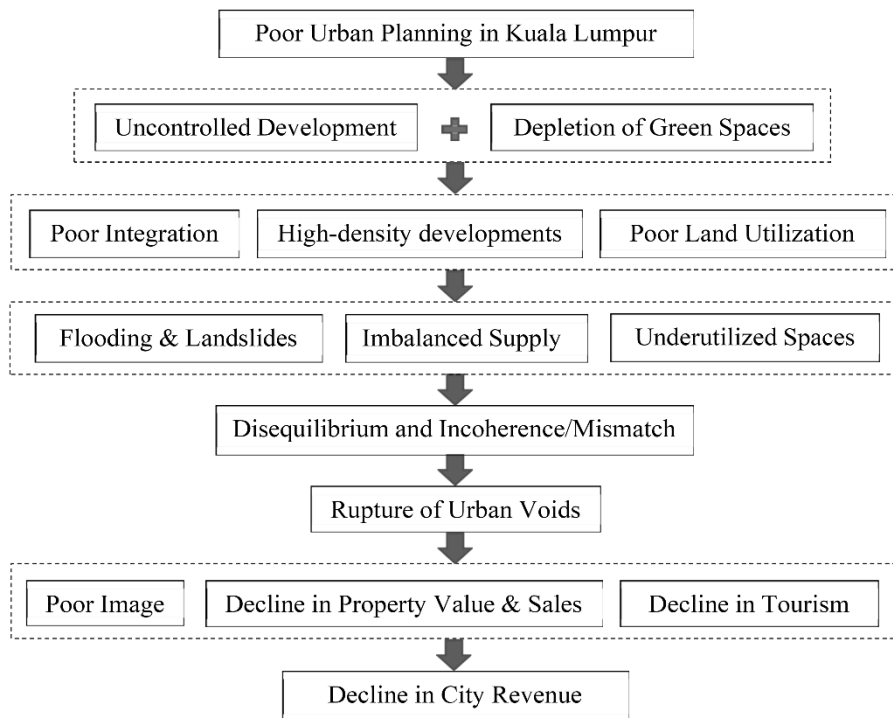 Poor Urban Planning in Kuala Lumpur
Uncontrolled Development
Depletion of Green Spaces
Poor Integration
High-density developments
Poor Land Utilization
Flooding & Landslides
Imbalanced Supply
Underutilized Spaces
Disequilibrium and Incoherence/Mismatch
Rupture of Urban Voids
Poor Image
Decline in Property Value & Sales
Decline in Tourism
Decline in City Revenue